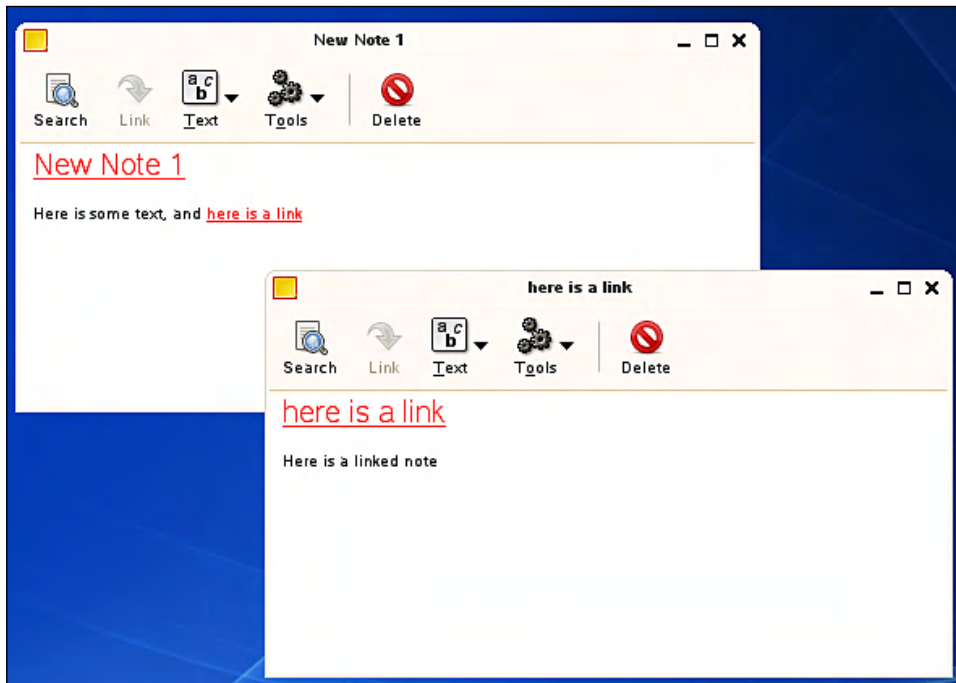 New Note 1
Search Link Text Tools Delete
New Note 1
Here is some text, and here is a link
here is a link
Search Link Text Tools Delete
here is a link
Here is a linked note